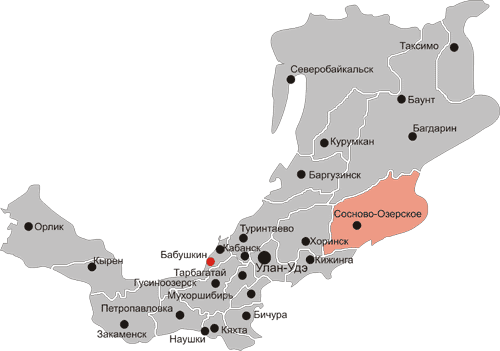 Таксимо
Северобайкальск
Баунт
Багдарин
Курумкан
Баргузинск
Сосново-Озерское
Орлик
Туринтаево
Хоринск
Кабанск
Бабушкин
Кырен
Кижинга
Улан-Удэ
Тарбагатай
Гусиноозерск
Мухоршибирь
Петропавловка
Бичура
Закаменск
Кяхта
Наушки